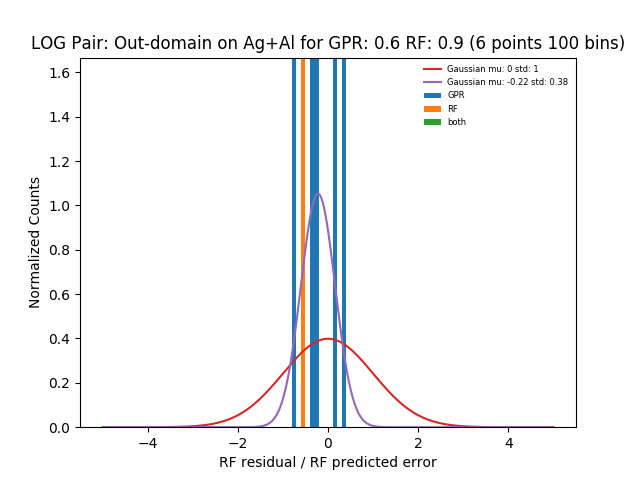 LOG Pair: Out-domain on Ag+Al for GPR: 0.6 RF: 0.9 (6 points 100 bins)
Gaussian mu: 0 std: 1
Gaussian mu: -0.22 std: 0.38
GPR
RF
both
Normalized Counts
1.6
1.4
1.2
1.0
0.8
0.6
0.4
0.2
0.0
−4
−2
0
2
4
RF residual / RF predicted error